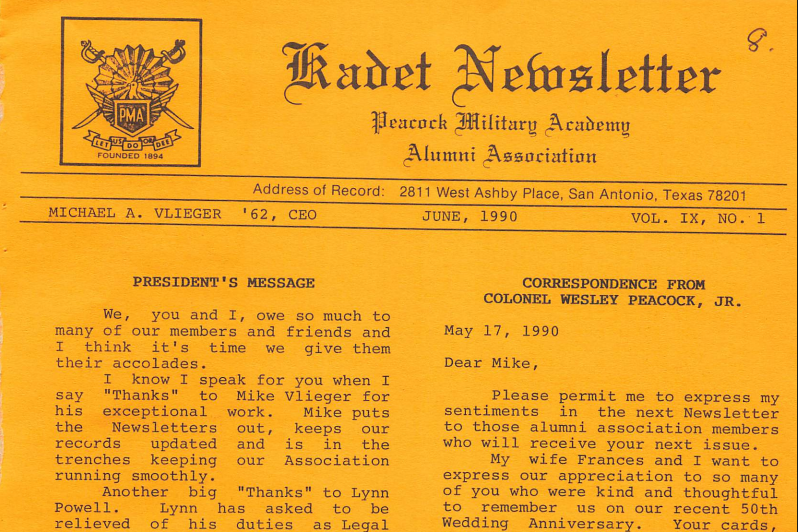 8.
Kadet Newsletter
Peacock Military Academy
Alumni Association
PMA
LET US DO OR DEE
FOUNDED 1894
Address of Record: 2811 West Ashby Place, San Antonio, Texas 78201
MICHAEL A. VLIEGER '62, CEO JUNE, 1990 VOL. IX, NO. 1
PRESIDENT'S MESSAGE
We, you and I, owe so much to
many of our members and friends and
I think it's time we give them
their accolades.
I know I speak for you when I
say "Thanks" to Mike Vlieger for
his exceptional work. Mike puts
the Newsletters out, keeps our
records updated and is in the
trenches keeping our Association
running smoothly.
Another big "Thanks" to Lynn
Powell. Lynn has asked to be
relieved of his duties as Legal
CORRESPONDENCE FROM
COLONEL WESLEY PEACOCK, JR.
May 17, 1990
Dear Mike,
Please permit me to express my
sentiments in the next Newsletter
to those alumni association members
who will receive your next issue.
My wife Frances and I want to
express our appreciation to so many
of you who were kind and thoughtful
to remember us on our recent 50th
Wedding Anniversary. Your cards,